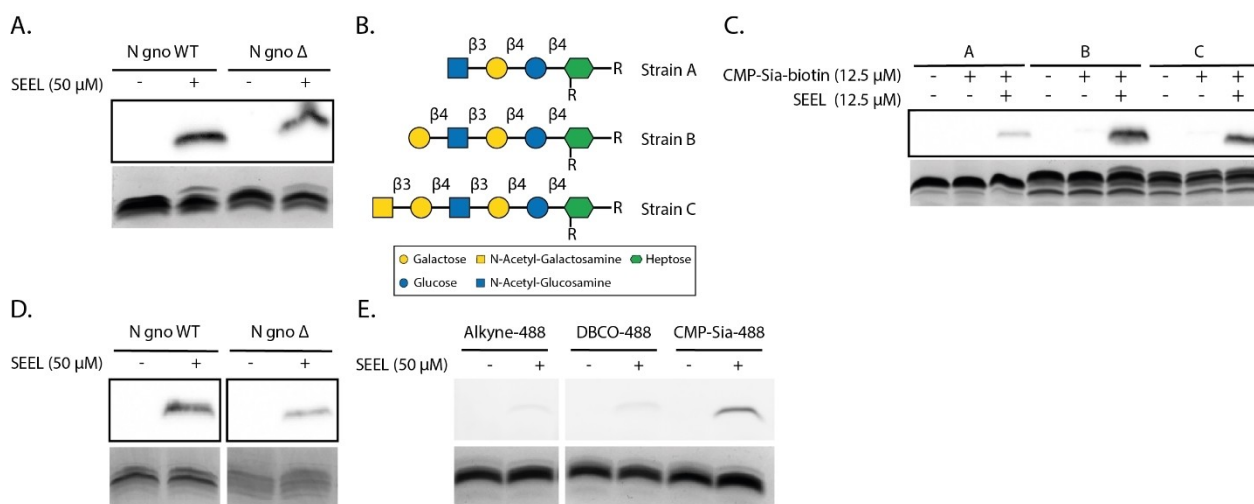 A.
N gno WT N gno Δ
SEEL (50 μM) - + - +
B.
β3 β4 β4
R Strain A
R
β4 β3 β4 β4
R Strain B
R
β3 β4 β3 β4 β4
R Strain C
R
Galactose N-Acetyl-Galactosamine Heptose
Glucose N-Acetyl-Glucosamine
C.
A B C
CMP-Sia-biotin (12.5 μM) - + + - + + - + +
SEEL (12.5 μM) - - + - - + - - +
D.
N gno WT N gno Δ
SEEL (50 μM) - + - +
E.
Alkyne-488 DBCO-488 CMP-Sia-488
SEEL (50 μM) - + - + - +